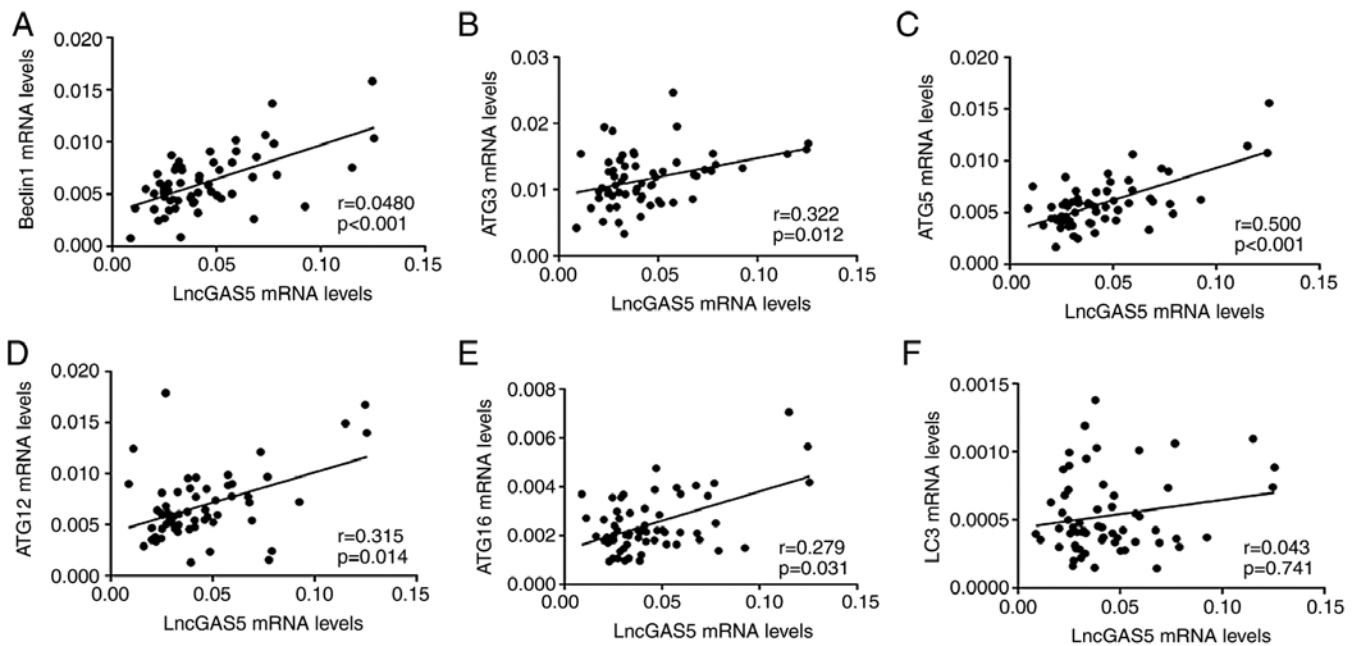 A
Beclin1 mRNA levels
0.020
0.015
0.010
0.005
0.000
0.00 0.05 0.10 0.15
LncGAS5 mRNA levels
r=0.0480
p<0.001
B
ATG3 mRNA levels
0.03
0.02
0.01
0.00
0.00 0.05 0.10 0.15
LncGAS5 mRNA levels
r=0.322
p=0.012
C
ATG5 mRNA levels
0.020
0.015
0.010
0.005
0.000
0.00 0.05 0.10 0.15
LncGAS5 mRNA levels
r=0.500
p<0.001
D
ATG12 mRNA levels
0.020
0.015
0.010
0.005
0.000
0.00 0.05 0.10 0.15
LncGAS5 mRNA levels
r=0.315
p=0.014
E
ATG16 mRNA levels
0.008
0.006
0.004
0.002
0.000
0.00 0.05 0.10 0.15
LncGAS5 mRNA levels
r=0.279
p=0.031
F
LC3 mRNA levels
0.0015
0.0010
0.0005
0.0000
0.00 0.05 0.10 0.15
LncGAS5 mRNA levels
r=0.043
p=0.741